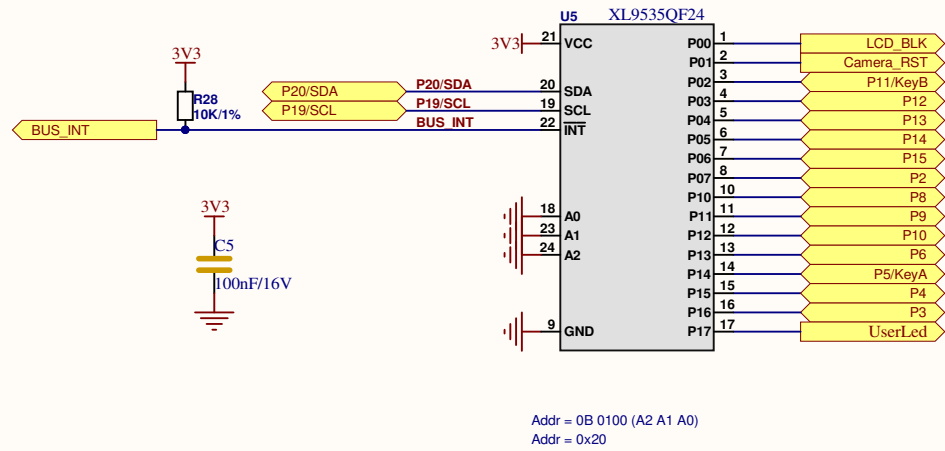 U5
XL9535QF24
3V3
21
VCC
P00
1
LCD_BLK
P01
2
Camera_RST
3V3
P02
3
P11/KeyB
P20/SDA
P20/SDA
20
SDA
P03
4
P12
R28
10K/1%
P19/SCL
P19/SCL
19
SCL
P04
5
P13
BUS_INT
BUS_INT
22
INT
P05
6
P14
P06
7
P15
P07
8
P2
P10
10
P8
3V3
18
A0
P11
11
P9
23
A1
P12
12
P10
C5
24
A2
P13
13
P6
P14
14
P5/KeyA
100nF/16V
P15
15
P4
P16
16
P3
9
GND
P17
17
UserLed
Addr = 0B 0100 (A2 A1 A0)
Addr = 0x20